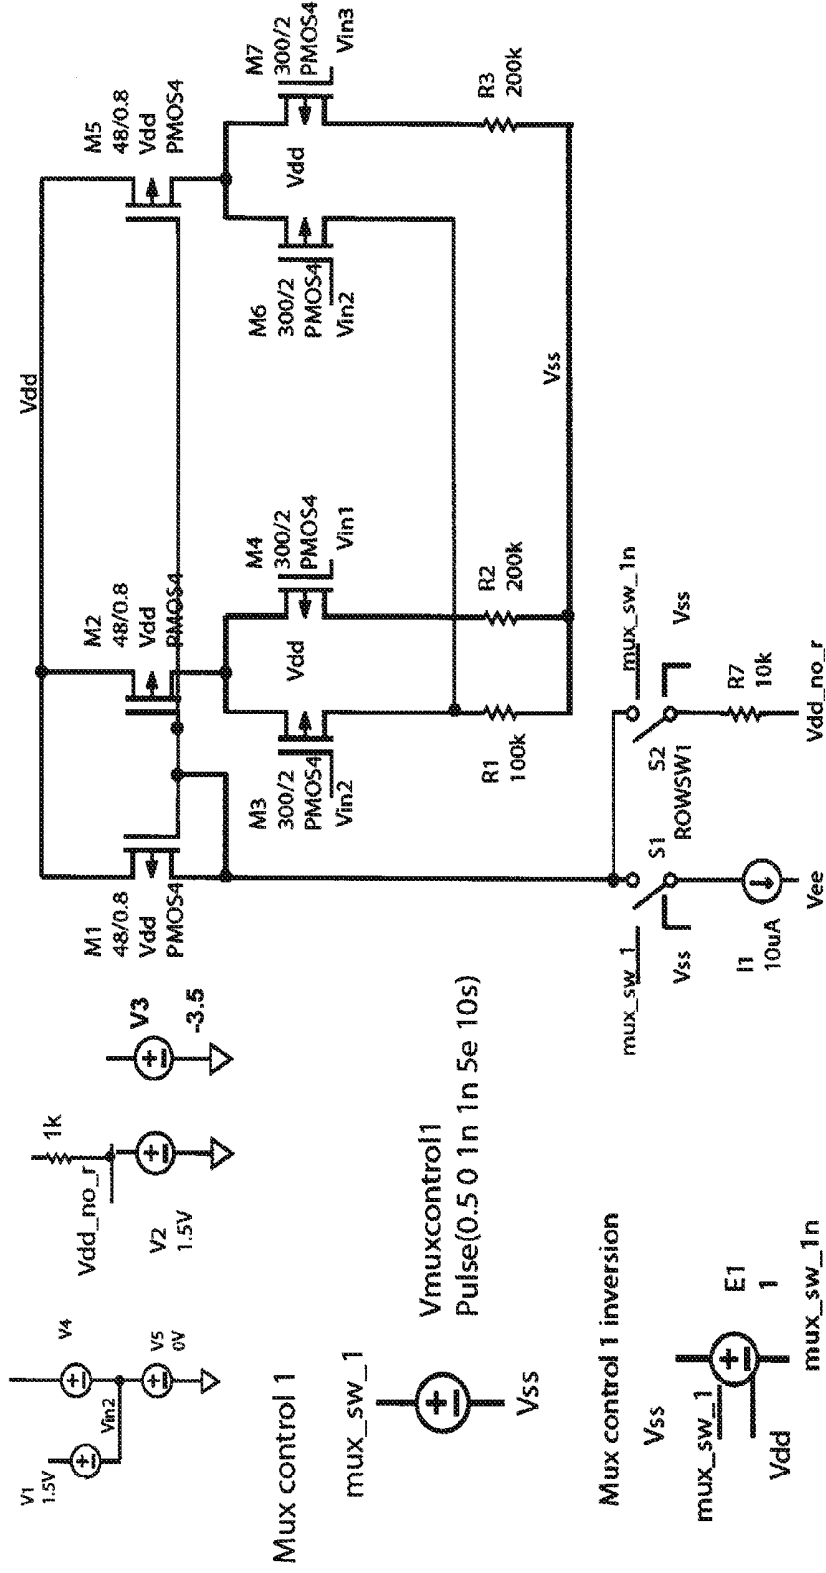 V1
1.5V
V4
Vin2
V5
0V
Vdd_no_r
1k
V2
1.5V
V3
-3.5
Mux control 1
mux_sw_1
Vss
Vmuxcontrol1
Pulse(0.5 0 1n 1n 5e 10s)
Mux control 1 inversion
Vss
mux_sw_1
Vdd
E1
1
mux_sw_1n
Vdd
M1
48/0.8
Vdd
PMOS4
M2
48/0.8
Vdd
PMOS4
M5
48/0.8
Vdd
PMOS4
M3
300/2
PMOS4
Vin2
Vdd
M4
300/2
PMOS4
Vin1
M6
300/2
PMOS4
Vin2
Vdd
M7
300/2
PMOS4
Vin3
R1
100k
R2
200k
R3
200k
Vss
mux_sw_1
Vss
S1
I1
10uA
Vee
mux_sw_1n
Vss
S2
ROWSW1
R7
10k
Vdd_no_r